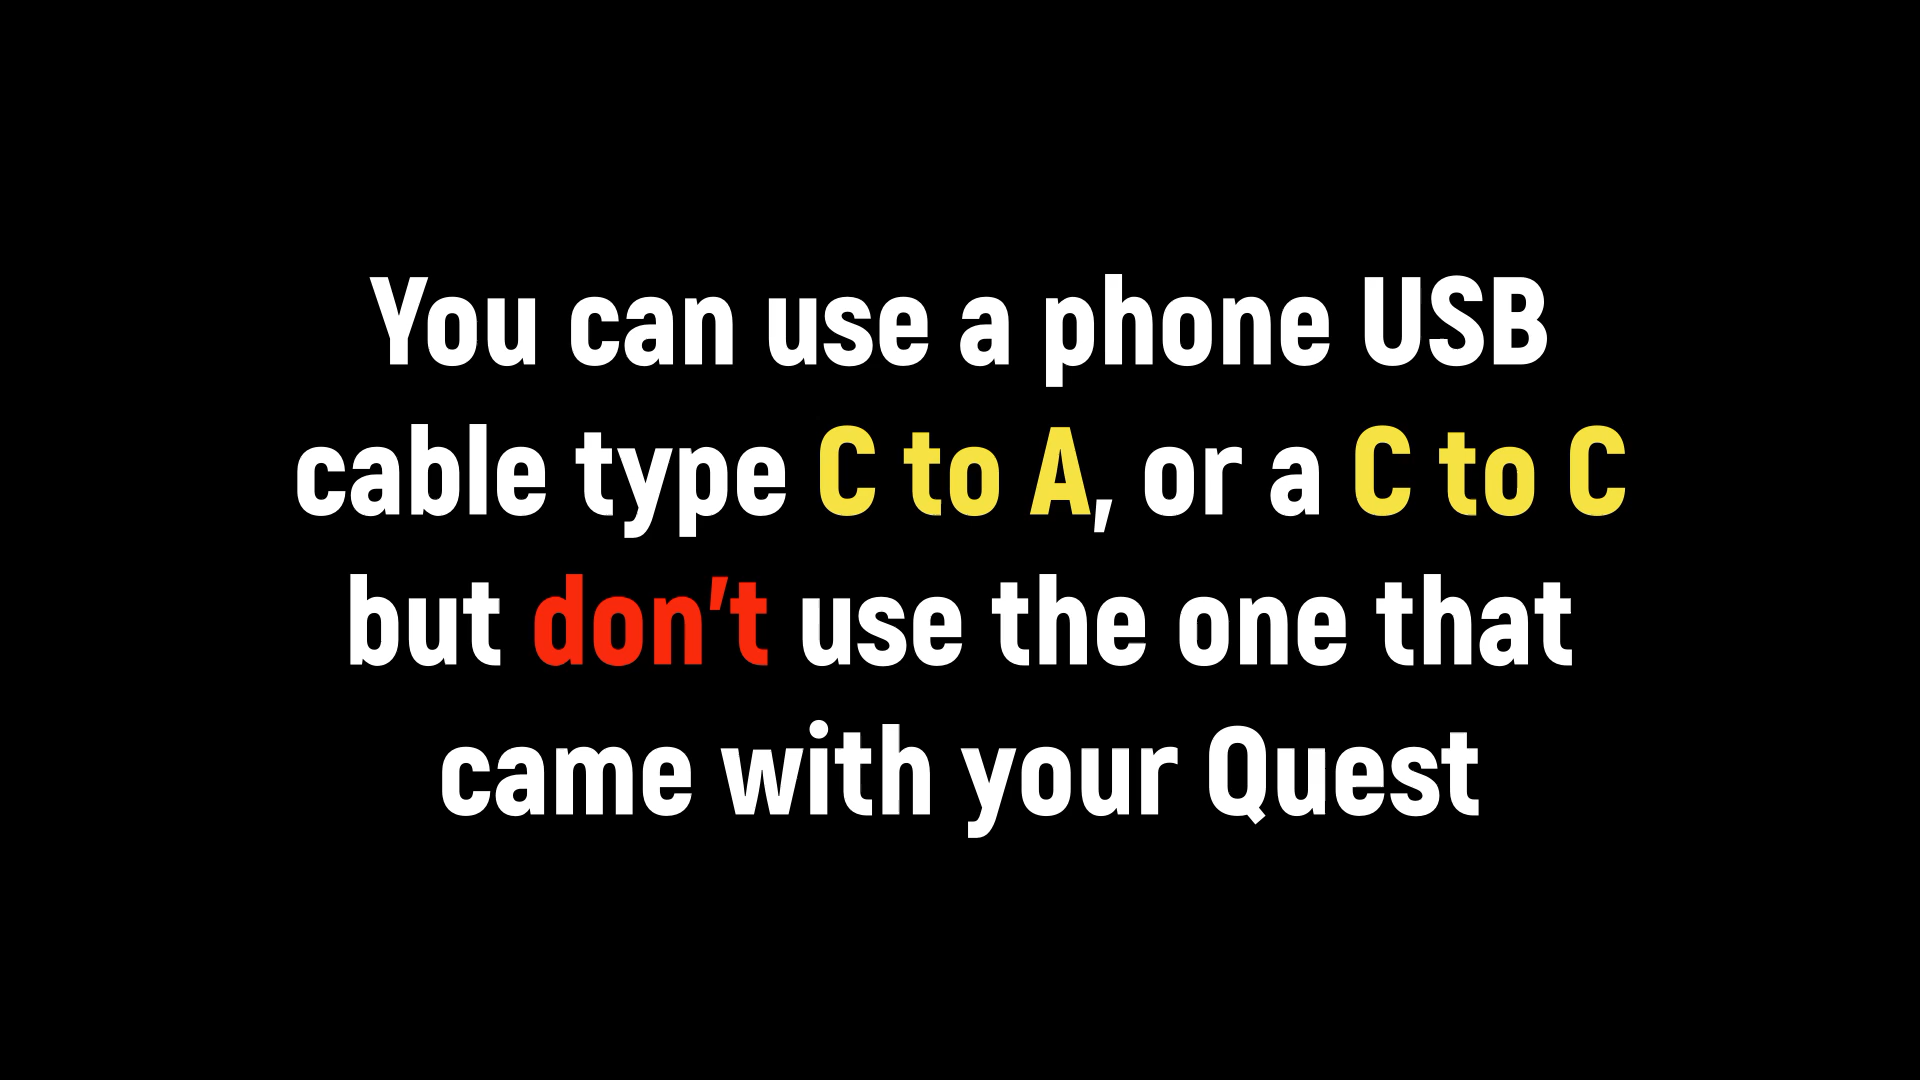 You can use a phone USB
cable type C to A, or a C to C
but don’t use the one that
came with your Quest